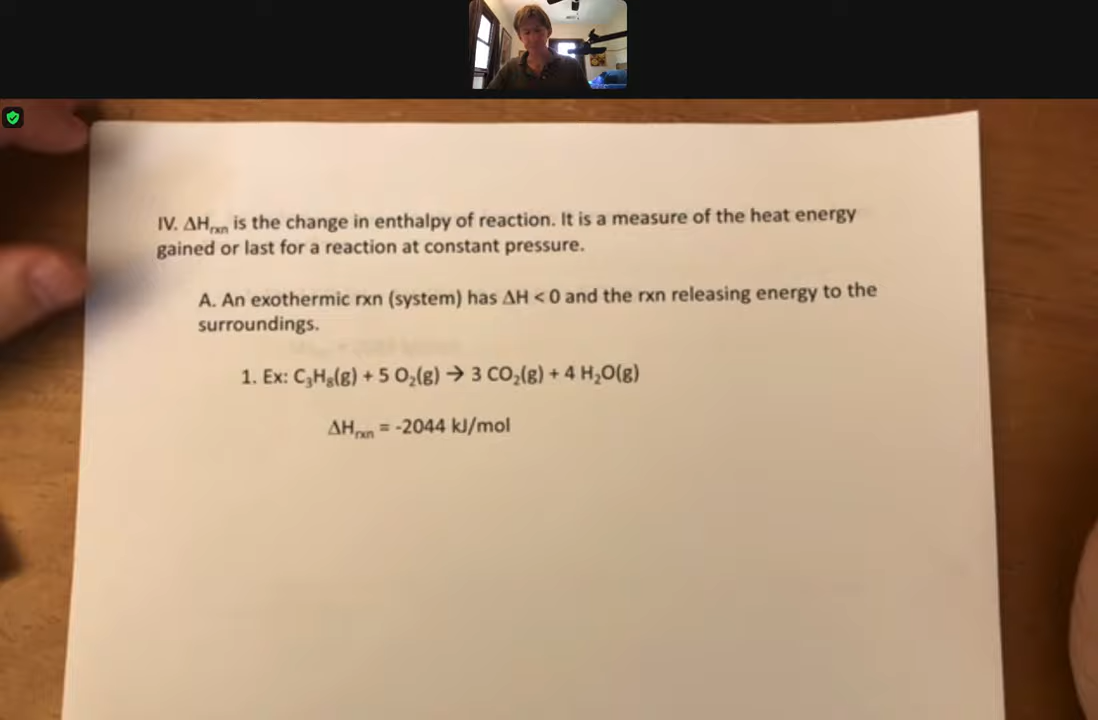 IV. ΔHrxn is the change in enthalpy of reaction. It is a measure of the heat energy
gained or last for a reaction at constant pressure.
A. An exothermic rxn (system) has ΔH < 0 and the rxn releasing energy to the
surroundings.
1. Ex: C₃H₈(g) + 5 O₂(g) → 3 CO₂(g) + 4 H₂O(g)
ΔHrxn = -2044 kJ/mol